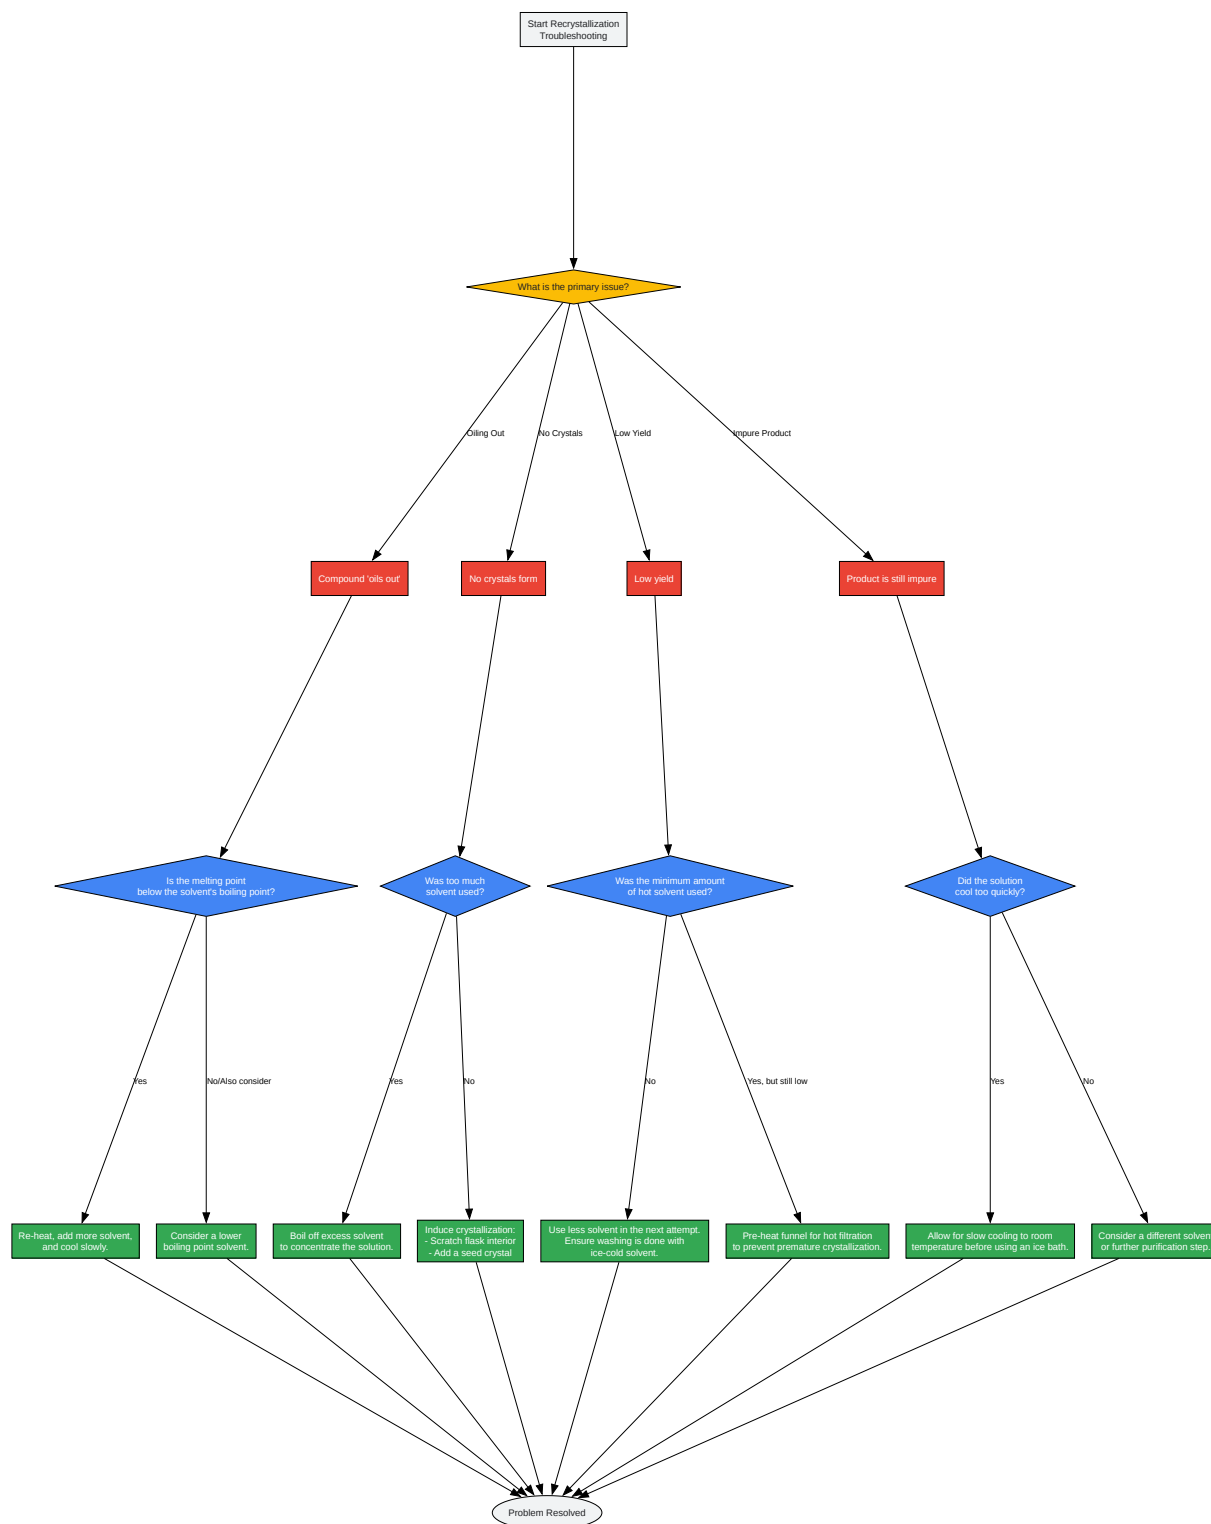 Start Recrystallization
Troubleshooting
What is the primary issue?
Oiling Out
No Crystals
Low Yield
Impure Product
Compound 'oils out'
No crystals form
Low yield
Product is still impure
Is the melting point
below the solvent's boiling point?
Was too much
solvent used?
Was the minimum amount
of hot solvent used?
Did the solution
cool too quickly?
Yes
No/Also consider
Yes
No
No
Yes, but still low
Yes
No
Re-heat, add more solvent,
and cool slowly.
Consider a lower
boiling point solvent.
Boil off excess solvent
to concentrate the solution.
Induce crystallization:
- Scratch flask interior
- Add a seed crystal
Use less solvent in the next attempt.
Ensure washing is done with
ice-cold solvent.
Pre-heat funnel for hot filtration
to prevent premature crystallization.
Allow for slow cooling to room
temperature before using an ice bath.
Consider a different solven
or further purification step.
Problem Resolved